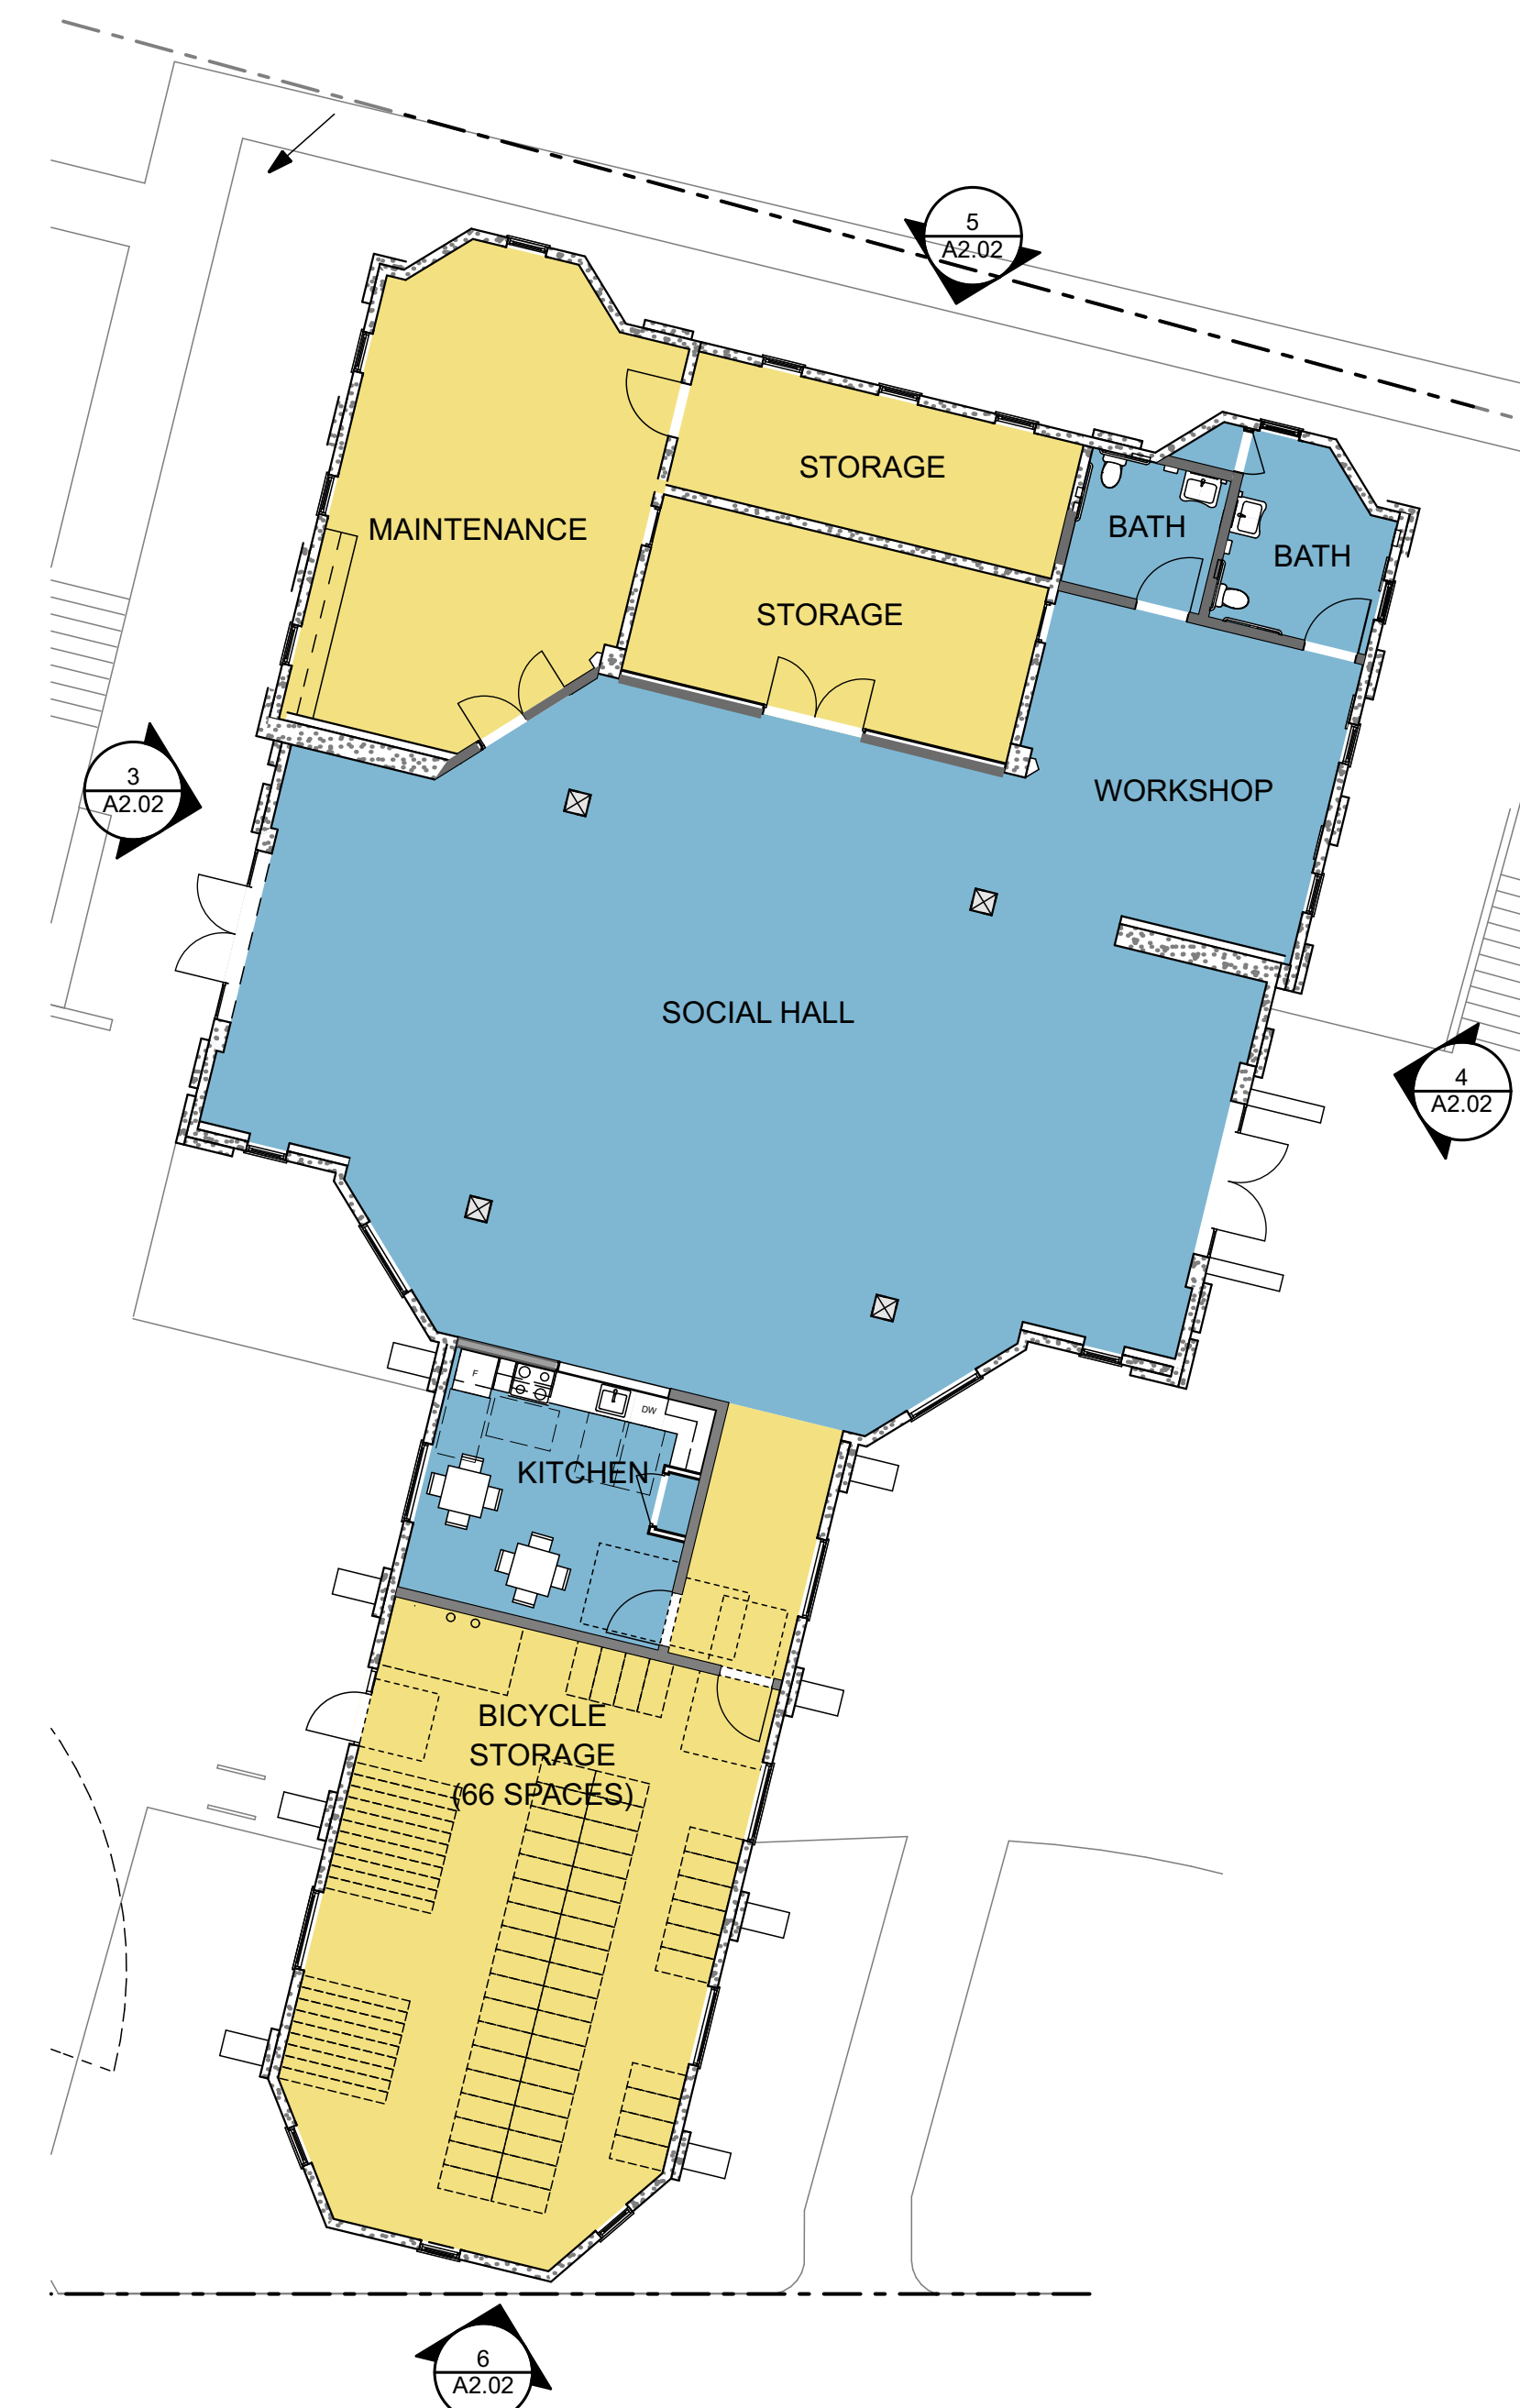 5
A2.02
STORAGE
MAINTENANCE
BATH
BATH
STORAGE
3
A2.02
WORKSHOP
SOCIAL HALL
4
A2.02
F
DW
KITCHEN
BICYCLE
STORAGE
(66 SPACES)
6
A2.02